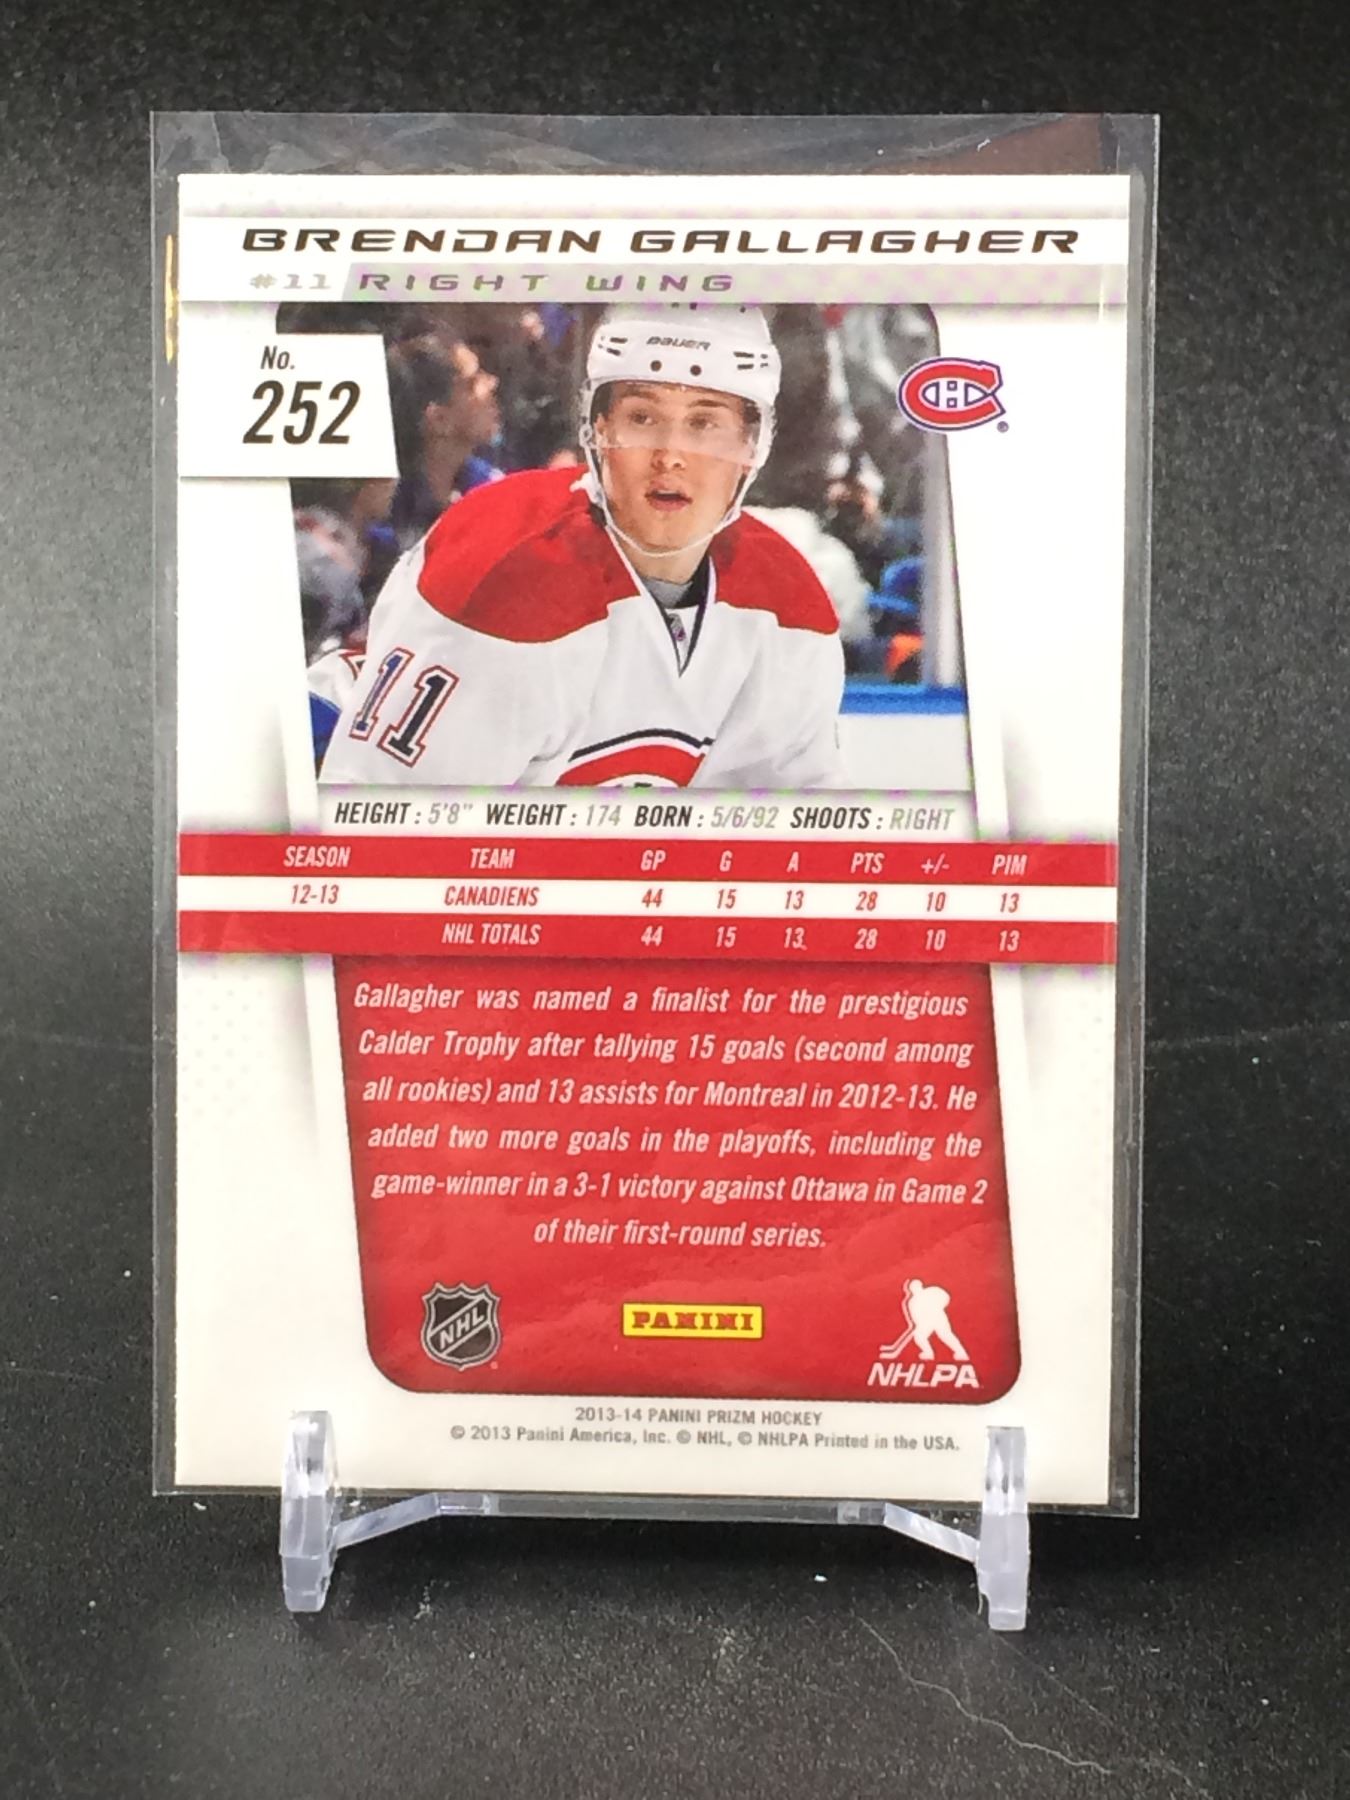 BRENDAN GALLAGHER
#11 RIGHT WING
No.
252
BAUER
11
HEIGHT : 5'8" WEIGHT : 174 BORN : 5/6/92 SHOOTS : RIGHT
SEASON TEAM GP G A PTS +/- PIM
12-13 CANADIENS 44 15 13 28 10 13
NHL TOTALS 44 15 13 28 10 13
Gallagher was named a finalist for the prestigious
Calder Trophy after tallying 15 goals (second among
all rookies) and 13 assists for Montreal in 2012-13. He
added two more goals in the playoffs, including the
game-winner in a 3-1 victory against Ottawa in Game 2
of their first-round series.
NHL
PANINI
NHLPA
2013-14 PANINI PRIZM HOCKEY
© 2013 Panini America, Inc. © NHL, © NHLPA Printed in the USA.